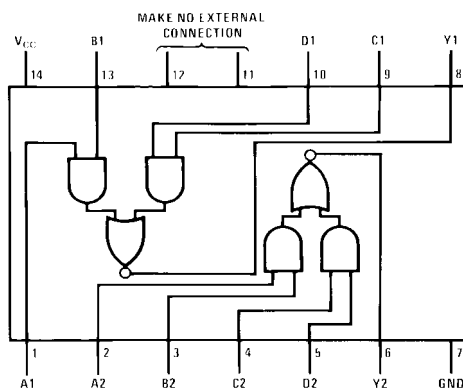 MAKE NO EXTERNAL
CONNECTION
VCC B1 D1 C1 Y1
14 13 12 11 10 9 8
1 2 3 4 5 6 7
A1 A2 B2 C2 D2 Y2 GND